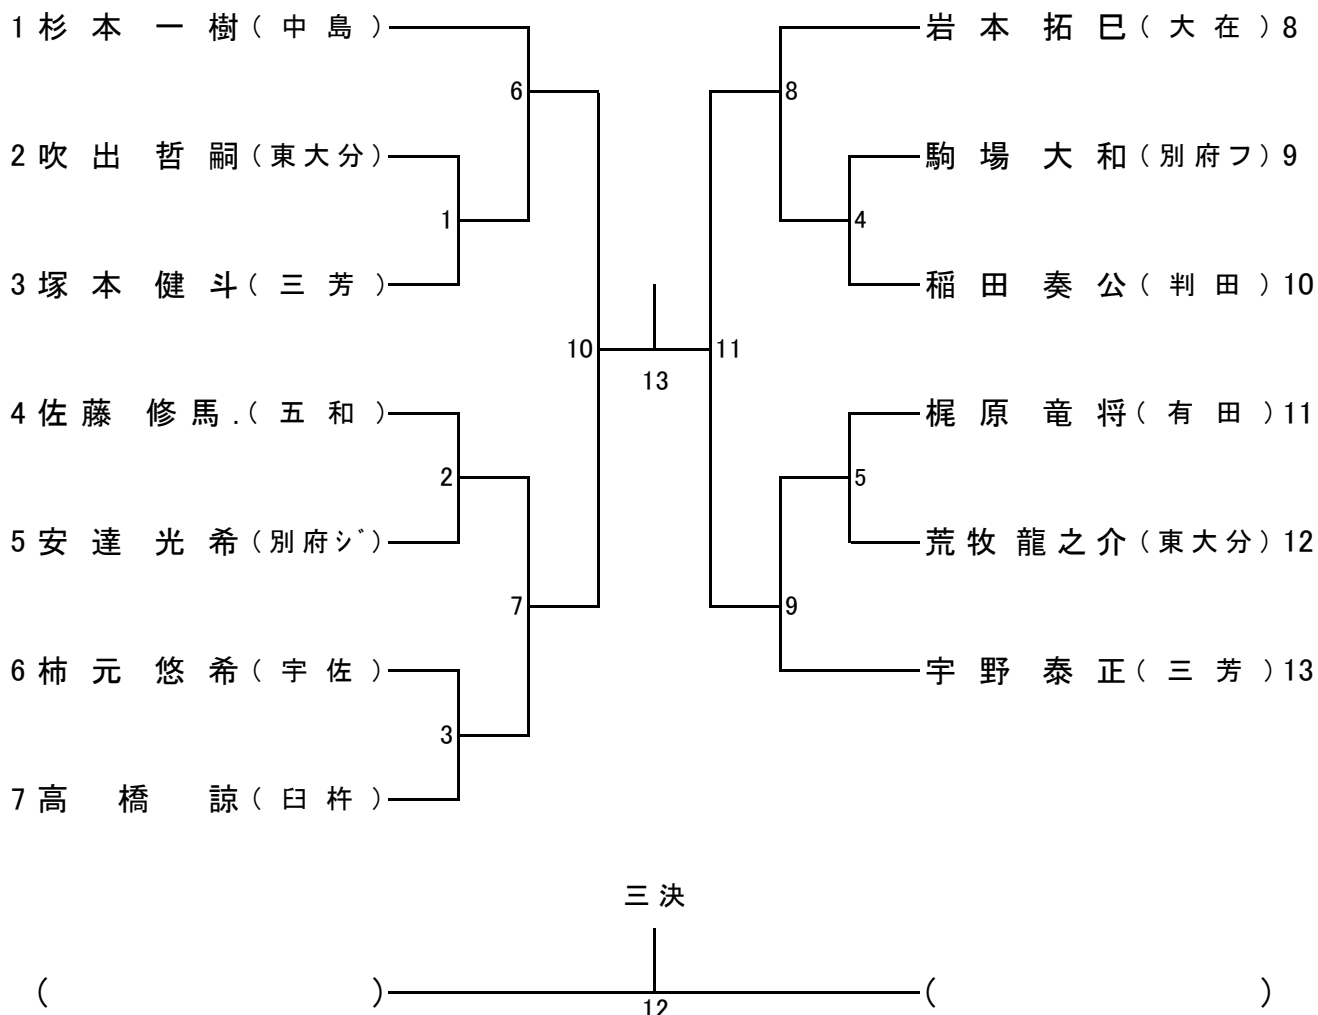 1 杉本 一樹 (中島)
岩本 拓巳 (大在) 8
6
8
2 吹出 哲嗣 (東大分)
駒場 大和 (別府フ) 9
1
4
3 塚本 健斗 (三芳)
稲田 奏公 (判田) 10
10
11
13
4 佐藤 修馬. (五和)
梶原 竜将 (有田) 11
2
5
5 安達 光希 (別府ジ)
荒牧 龍之介 (東大分) 12
7
9
6 柿元 悠希 (宇佐)
宇野 泰正 (三芳) 13
3
7 高橋 諒 (臼杵)
三決
( )
( )
12